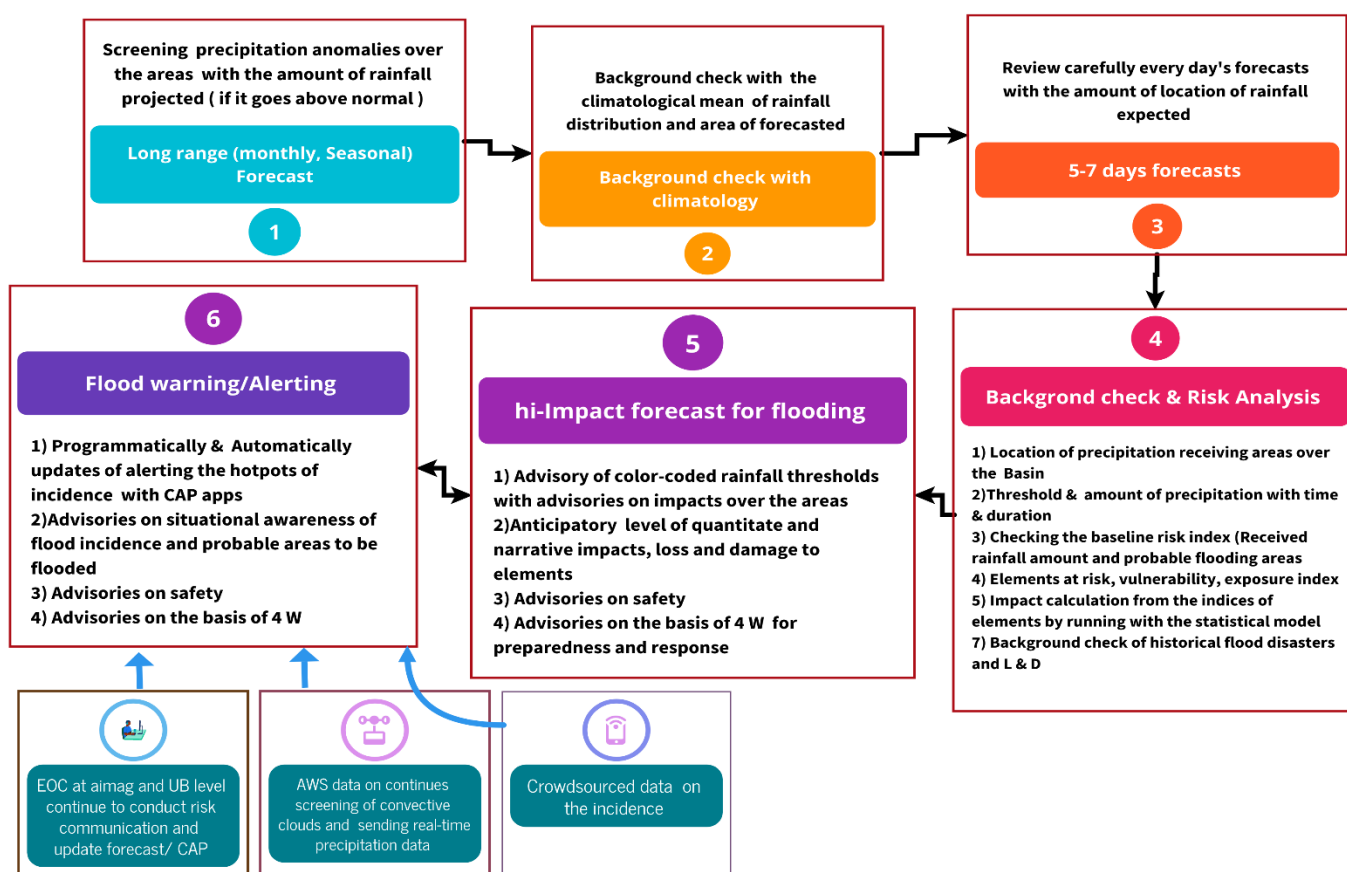 Screening precipitation anomalies over
the areas with the amount of rainfall
projected ( if it goes above normal )
Long range (monthly, Seasonal)
Forecast
1
Background check with the
climatological mean of rainfall
distribution and area of forecasted
Background check with
climatology
2
Review carefully every day's forecasts
with the amount of location of rainfall
expected
5-7 days forecasts
3
4
Backgrond check & Risk Analysis
1) Location of precipitation receiving areas over
the Basin
2)Threshold & amount of precipitation with time
& duration
3) Checking the baseline risk index (Received
rainfall amount and probable flooding areas
4) Elements at risk, vulnerability, exposure index
5) Impact calculation from the indices of
elements by running with the statistical model
7) Background check of historical flood disasters
and L & D
5
hi-Impact forecast for flooding
1) Advisory of color-coded rainfall thresholds
with advisories on impacts over the areas
2)Anticipatory level of quantitate and
narrative impacts, loss and damage to
elements
3) Advisories on safety
4) Advisories on the basis of 4 W for
preparedness and response
6
Flood warning/Alerting
1) Programmatically & Automatically
updates of alerting the hotpots of
incidence with CAP apps
2)Advisories on situational awareness of
flood incidence and probable areas to be
flooded
3) Advisories on safety
4) Advisories on the basis of 4 W
EOC at aimag and UB level
continue to conduct risk
communication and
update forecast/ CAP
AWS data on continues
screening of convective
clouds and sending real-time
precipitation data
Crowdsourced data on
the incidence